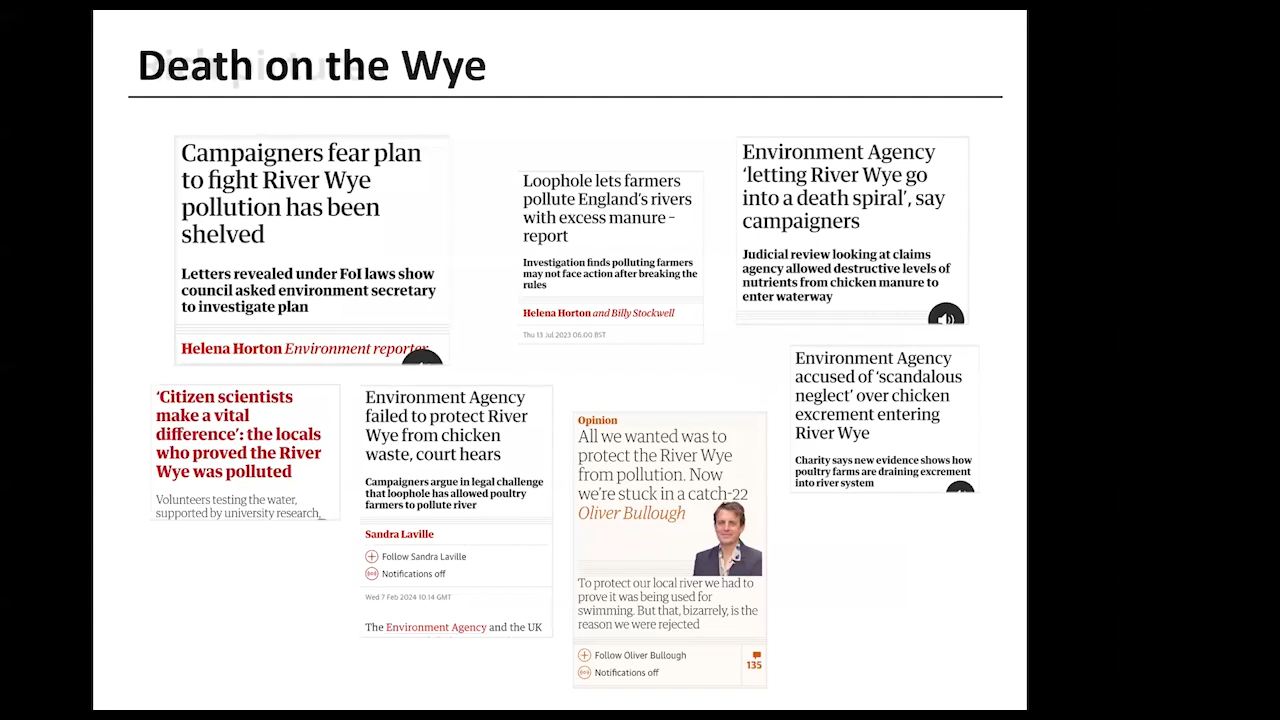 Death on the Wye
Campaigners fear plan
to fight River Wye
pollution has been
shelved
Letters revealed under FoI laws show
council asked environment secretary
to investigate plan
Helena Horton Environment reporter
Loophole lets farmers
pollute England's rivers
with excess manure –
report
Investigation finds polluting farmers
may not face action after breaking the
rules
Helena Horton and Billy Stockwell
Thu 13 Jul 2023 06.00 BST
Environment Agency
‘letting River Wye go
into a death spiral’, say
campaigners
Judicial review looking at claims
agency allowed destructive levels of
nutrients from chicken manure to
enter waterway
‘Citizen scientists
make a vital
difference’: the locals
who proved the River
Wye was polluted
Volunteers testing the water,
supported by university research,
Environment Agency
failed to protect River
Wye from chicken
waste, court hears
Campaigners argue in legal challenge
that loophole has allowed poultry
farmers to pollute river
Sandra Laville
Follow Sandra Laville
Notifications off
Wed 7 Feb 2024 10.14 GMT
The Environment Agency and the UK
Opinion
All we wanted was to
protect the River Wye
from pollution. Now
we're stuck in a catch-22
Oliver Bullough
To protect our local river we had to
prove it was being used for
swimming. But that, bizarrely, is the
reason we were rejected
Follow Oliver Bullough
Notifications off
135
Environment Agency
accused of ‘scandalous
neglect’ over chicken
excrement entering
River Wye
Charity says new evidence shows how
poultry farms are draining excrement
into river system